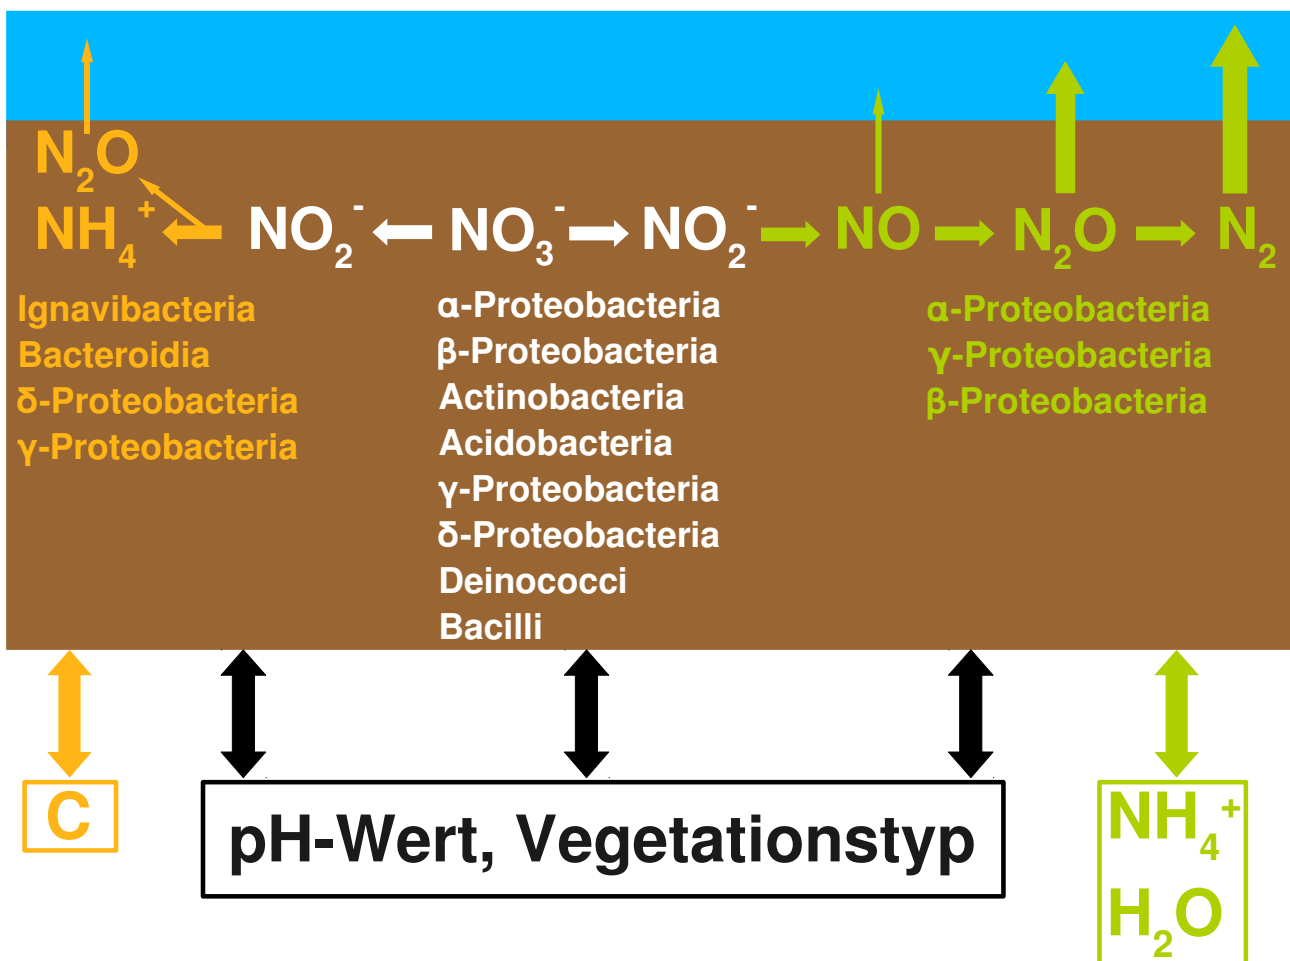 N₂O
NH₄⁺ NO₂⁻ NO₃⁻ NO₂⁻ NO N₂O N₂
Ignavibacteria
Bacteroidia
δ-Proteobacteria
γ-Proteobacteria
α-Proteobacteria
β-Proteobacteria
Actinobacteria
Acidobacteria
γ-Proteobacteria
δ-Proteobacteria
Deinococci
Bacilli
α-Proteobacteria
γ-Proteobacteria
β-Proteobacteria
C
pH-Wert, Vegetationstyp
NH₄⁺
H₂O